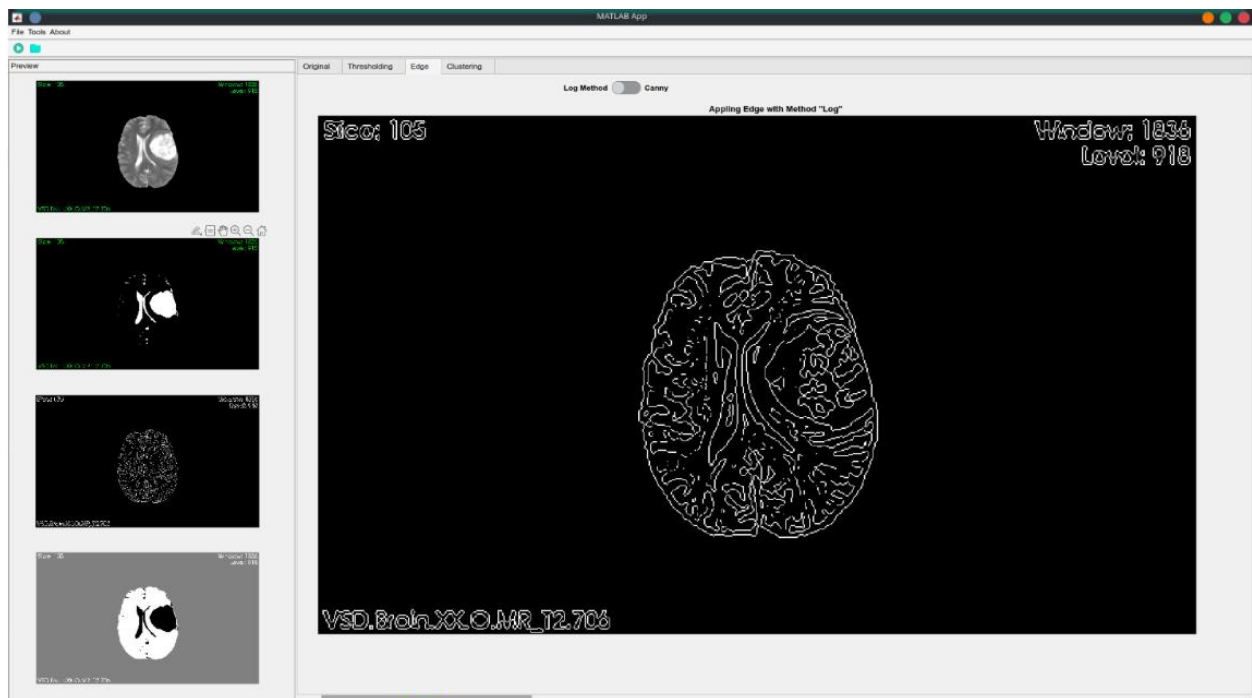 MATLAB App
File Tools About
Preview
Original Thresholding Edge Clustering
Log Method Canny
Appling Edge with Method "Log"
Slice: 105
Window: 1836
Level: 918
VSD.Brain.XX.O.MR_T2.706